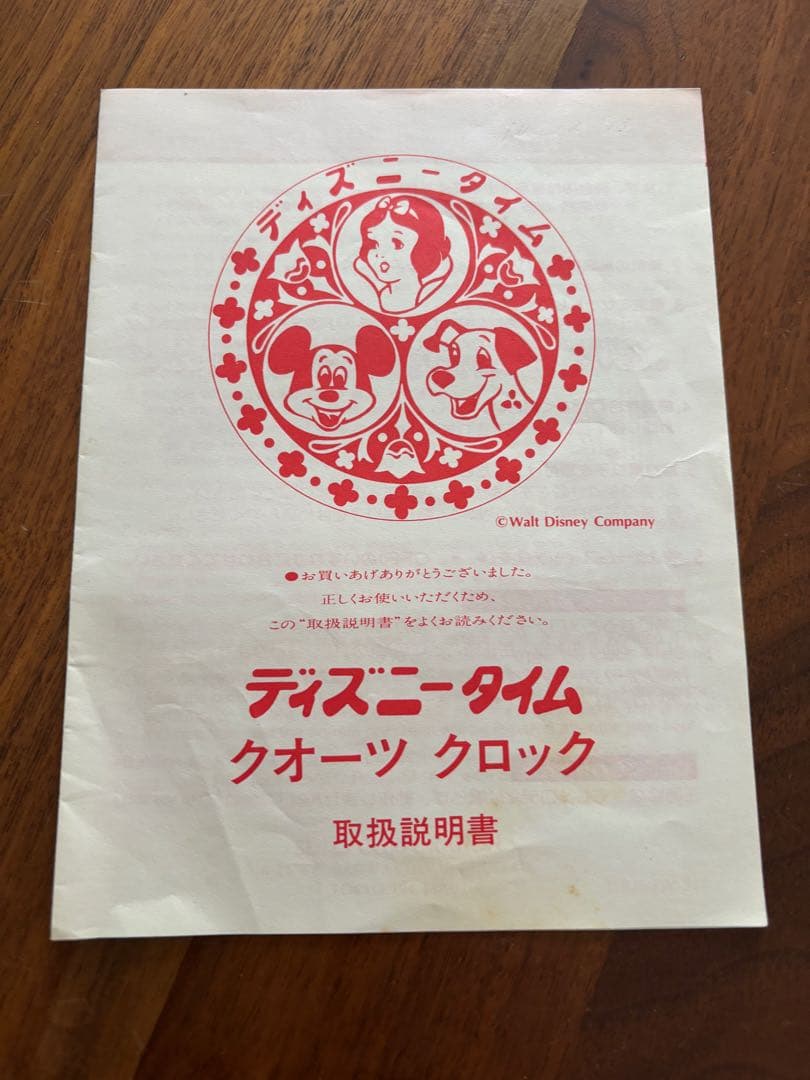 ディズニータイム
©Walt Disney Company
●お買いあげありがとうございました。
正しくお使いいただくため、
この“取扱説明書”をよくお読みください。
ディズニータイム
クオーツ クロック
取扱説明書